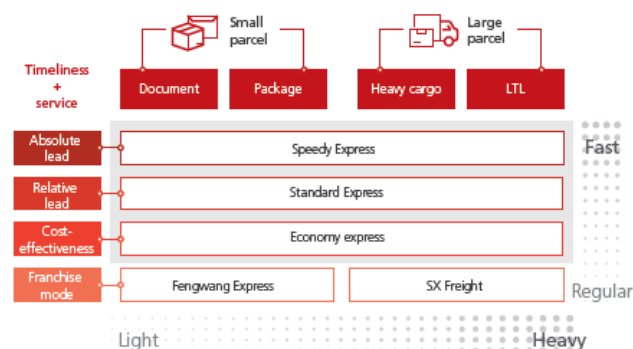 Small
parcel
Large
parcel
Timeliness
+
service
Document
Package
Heavy cargo
LTL
Absolute
lead
Speedy Express
Fast
Relative
lead
Standard Express
Cost-
effectiveness
Economy express
Franchise
mode
Fengwang Express
SX Freight
Regular
Light
Heavy